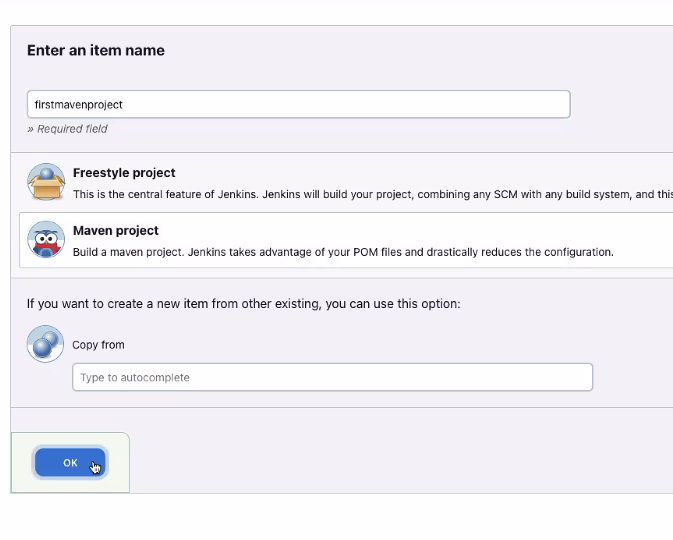 Enter an item name
firstmavenproject
» Required field
Freestyle project
This is the central feature of Jenkins. Jenkins will build your project, combining any SCM with any build system, and this
Maven project
Build a maven project. Jenkins takes advantage of your POM files and drastically reduces the configuration.
If you want to create a new item from other existing, you can use this option:
Copy from
Type to autocomplete
OK